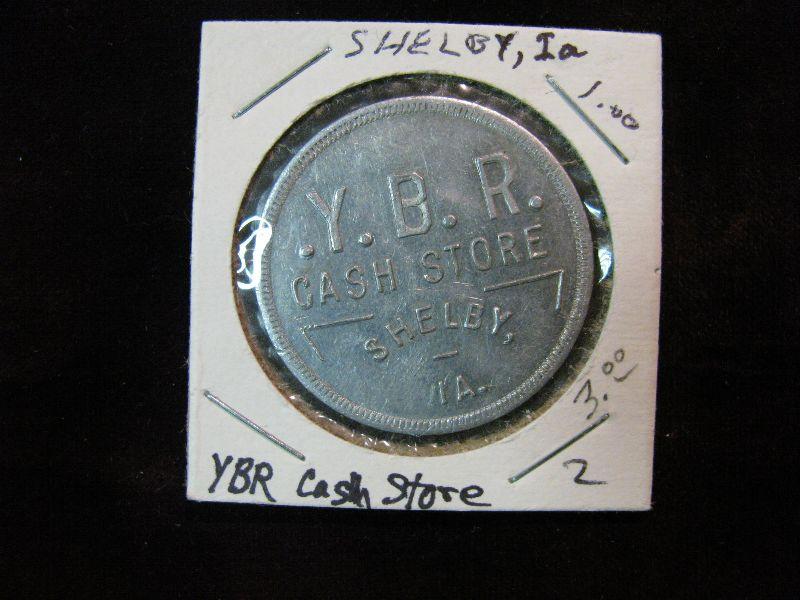 SHELBY, Ia
1.00
.Y. B. R.
CASH STORE
SHELBY,
IA.
3.00
2
YBR Cash Store